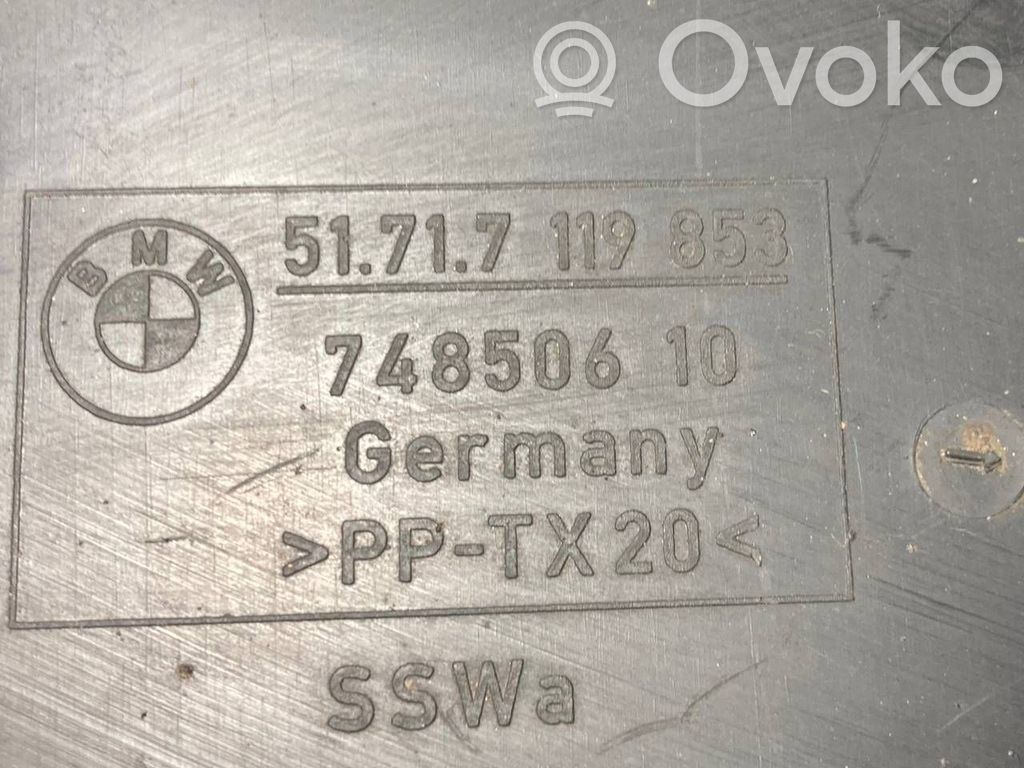 Ovoko
BMW
51.71.7 119 853
748506 10
Germany
>PP-TX20<
SSWa